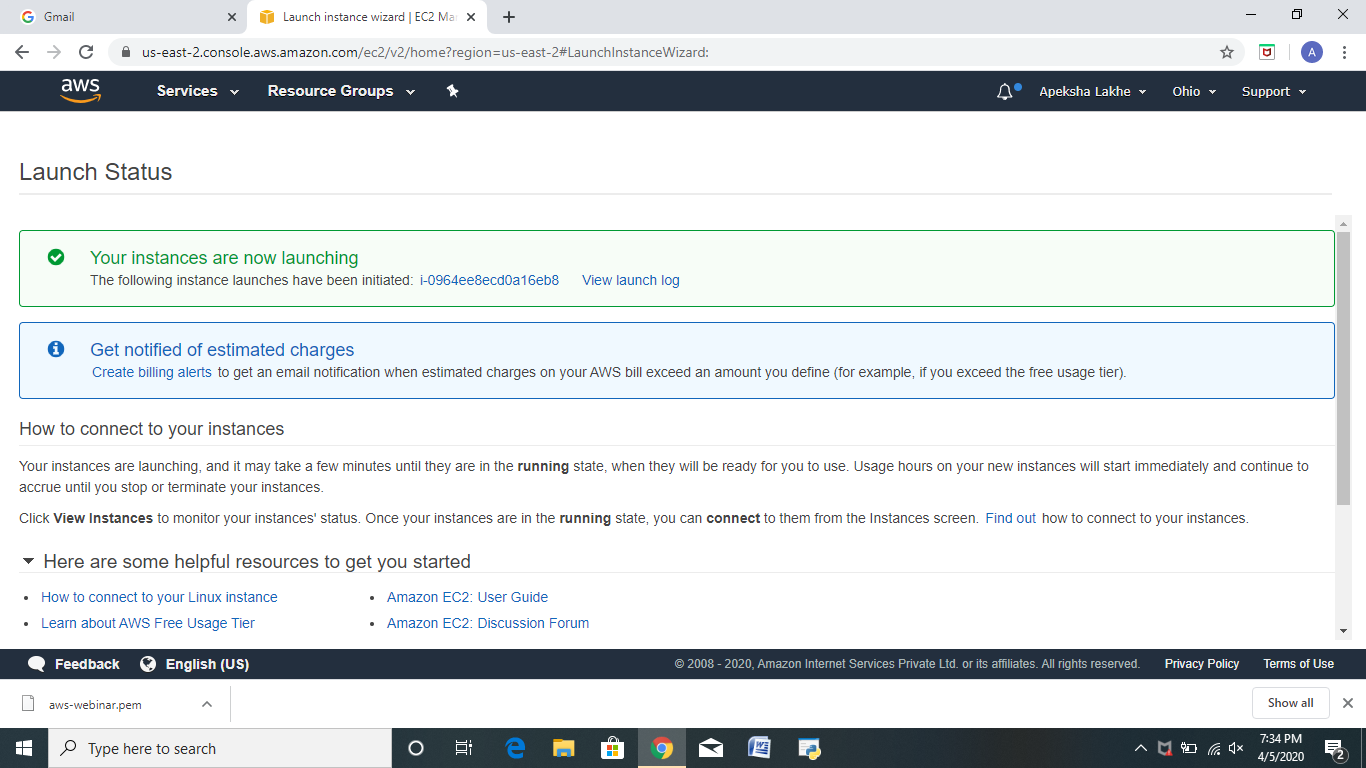 Gmail
Launch instance wizard | EC2 Ma
us-east-2.console.aws.amazon.com/ec2/v2/home?region=us-east-2#LaunchInstanceWizard:
A
aws Services Resource Groups Apeksha Lakhe Ohio Support
Launch Status
Your instances are now launching
The following instance launches have been initiated: i-0964ee8ecd0a16eb8 View launch log
Get notified of estimated charges
Create billing alerts to get an email notification when estimated charges on your AWS bill exceed an amount you define (for example, if you exceed the free usage tier).
How to connect to your instances
Your instances are launching, and it may take a few minutes until they are in the running state, when they will be ready for you to use. Usage hours on your new instances will start immediately and continue to
accrue until you stop or terminate your instances.
Click View Instances to monitor your instances' status. Once your instances are in the running state, you can connect to them from the Instances screen. Find out how to connect to your instances.
Here are some helpful resources to get you started
• How to connect to your Linux instance • Amazon EC2: User Guide
• Learn about AWS Free Usage Tier • Amazon EC2: Discussion Forum
Feedback English (US) © 2008 - 2020, Amazon Internet Services Private Ltd. or its affiliates. All rights reserved. Privacy Policy Terms of Use
aws-webinar.pem Show all
Type here to search
7:34 PM
4/5/2020
2